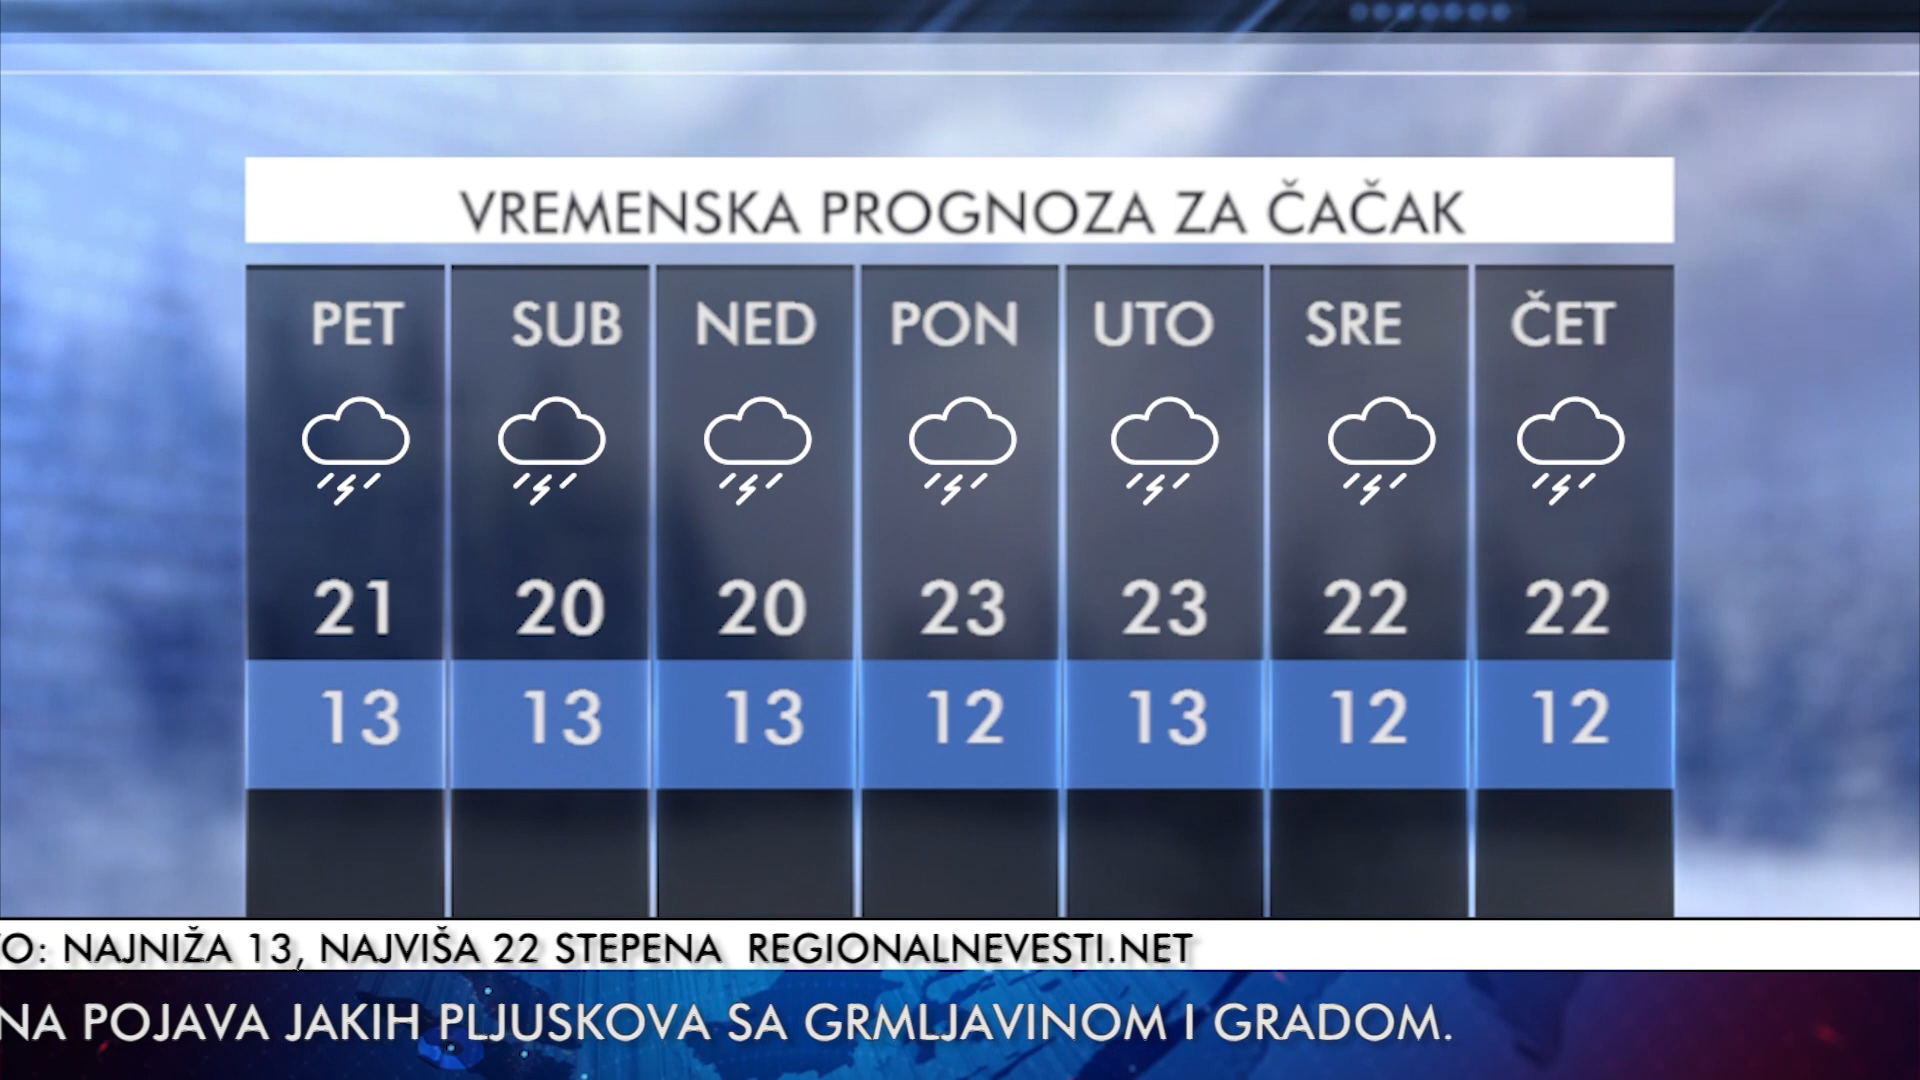 VREMENSKA PROGNOZA ZA ČAČAK
PET SUB NED PON UTO SRE ČET
21 20 20 23 23 22 22
13 13 13 12 13 12 12
O: NAJNIŽA 13, NAJVIŠA 22 STEPENA REGIONALNEVESTI.NET
NA POJAVA JAKIH PLJUSKOVA SA GRMLJAVINOM I GRADOM.